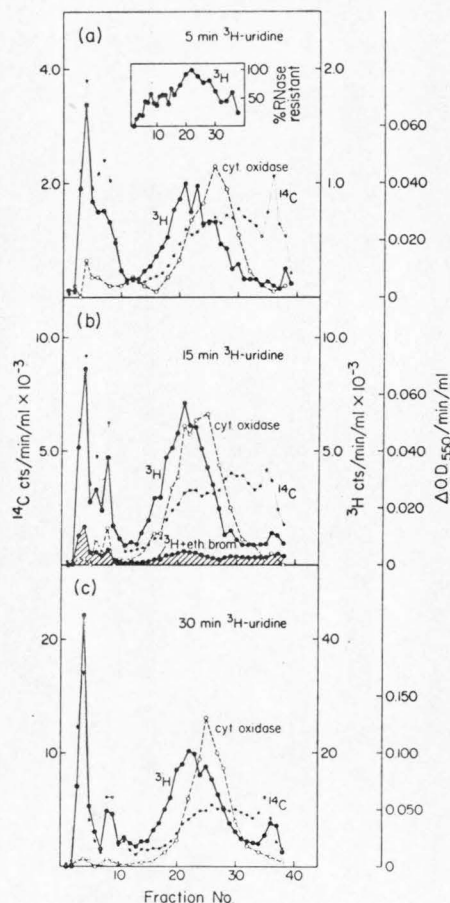 (a)
5 min ³H-uridine
4.0
2.0
2.0
1.0
0
³H
100
50
%RNase resistant
10 20 30
cyt. oxidase
³H
¹⁴C
0.060
0.040
0.020
0
(b)
15 min ³H-uridine
10.0
5.0
10.0
5.0
cyt. oxidase
³H
¹⁴C
³H+eth brom
0.060
0.040
0.020
0
¹⁴C cts/min/ml × 10⁻³
³H cts/min/ml × 10⁻³
ΔO.D.₅₅₀/min/ml
(c)
30 min ³H-uridine
20
10
40
20
cyt oxidase
³H
¹⁴C
0.150
0.100
0.050
0
0 10 20 30 40
Fraction No.